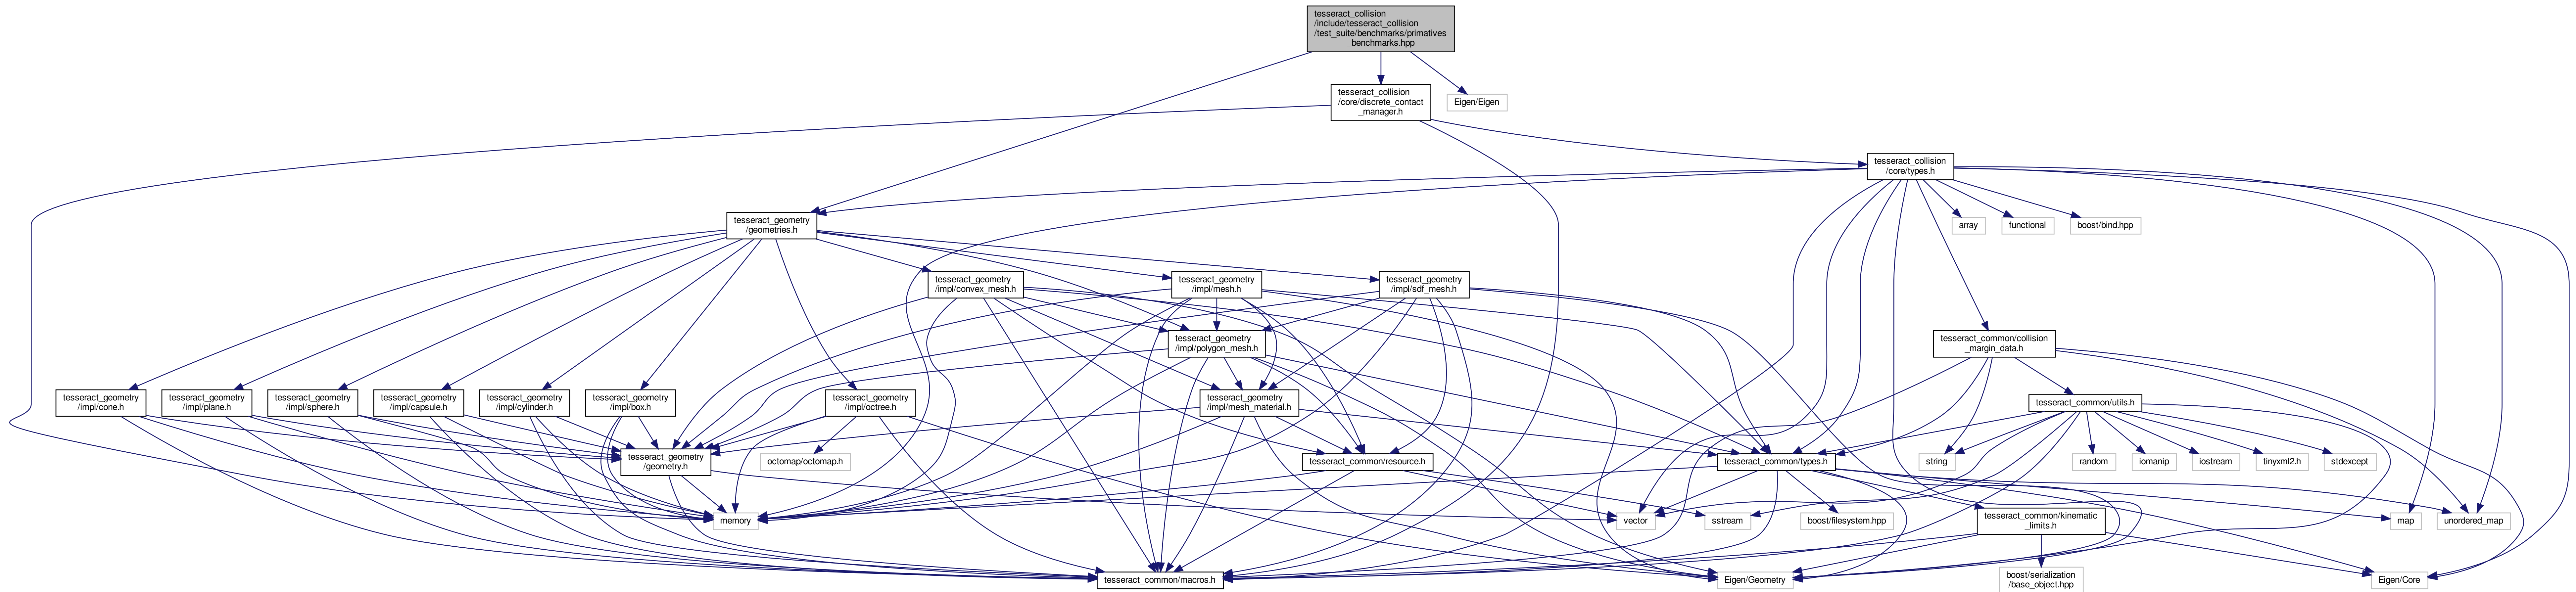 tesseract_collision
/include/tesseract_collision
/test_suite/benchmarks/primatives
_benchmarks.hpp
tesseract_collision
/core/discrete_contact
_manager.h
Eigen/Eigen
tesseract_collision
/core/types.h
tesseract_geometry
/geometries.h
array
functional
boost/bind.hpp
tesseract_geometry
/impl/convex_mesh.h
tesseract_geometry
/impl/mesh.h
tesseract_geometry
/impl/sdf_mesh.h
tesseract_geometry
/impl/polygon_mesh.h
tesseract_common/collision
_margin_data.h
tesseract_geometry
/impl/cone.h
tesseract_geometry
/impl/plane.h
tesseract_geometry
/impl/sphere.h
tesseract_geometry
/impl/capsule.h
tesseract_geometry
/impl/cylinder.h
tesseract_geometry
/impl/box.h
tesseract_geometry
/impl/octree.h
tesseract_geometry
/impl/mesh_material.h
tesseract_common/utils.h
tesseract_geometry
/geometry.h
octomap/octomap.h
tesseract_common/resource.h
tesseract_common/types.h
string
random
iomanip
iostream
tinyxml2.h
stdexcept
memory
vector
sstream
boost/filesystem.hpp
tesseract_common/kinematic
_limits.h
map
unordered_map
tesseract_common/macros.h
Eigen/Geometry
boost/serialization
/base_object.hpp
Eigen/Core